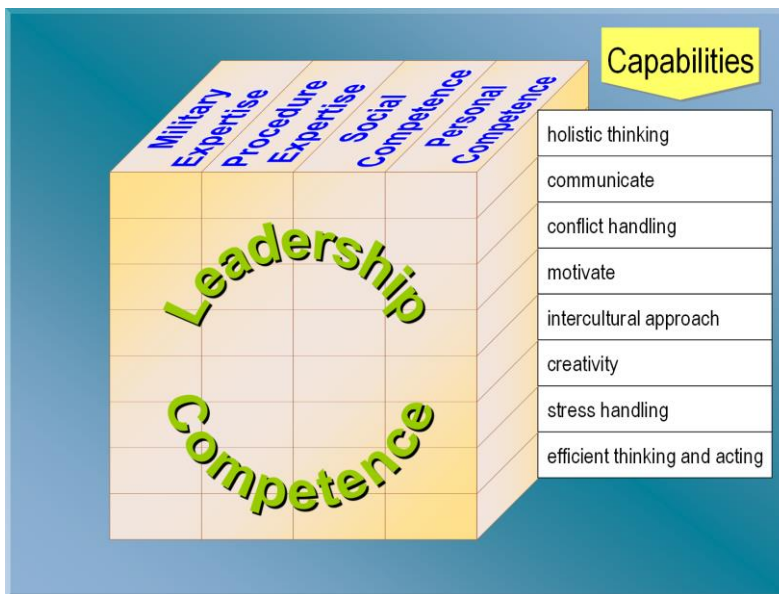 Capabilities
Military
Expertise
Procedure
Expertise
Social
Competence
Personal
Competence
holistic thinking
communicate
conflict handling
motivate
intercultural approach
creativity
stress handling
efficient thinking and acting
Leadership
Competence